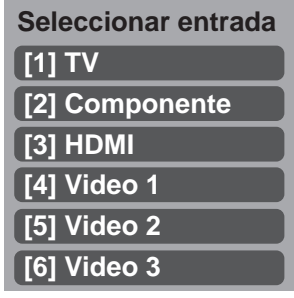 Seleccionar entrada
[1] TV
[2] Componente
[3] HDMI
[4] Video 1
[5] Video 2
[6] Video 3